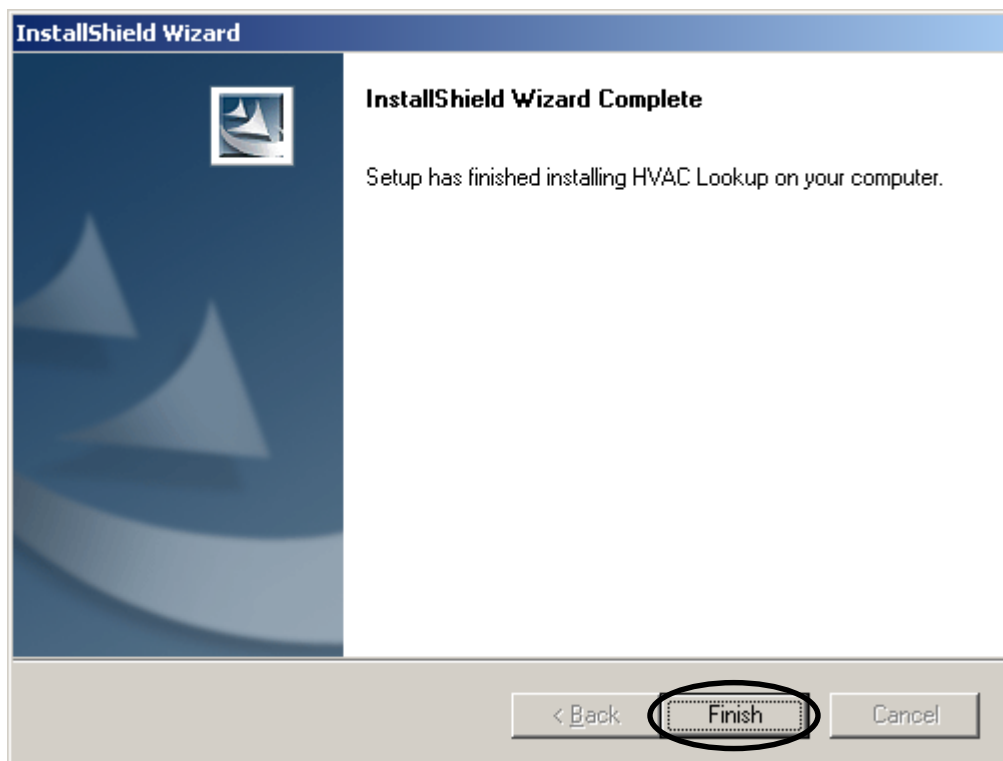 InstallShield Wizard
InstallShield Wizard Complete
Setup has finished installing HVAC Lookup on your computer.
< Back Finish Cancel